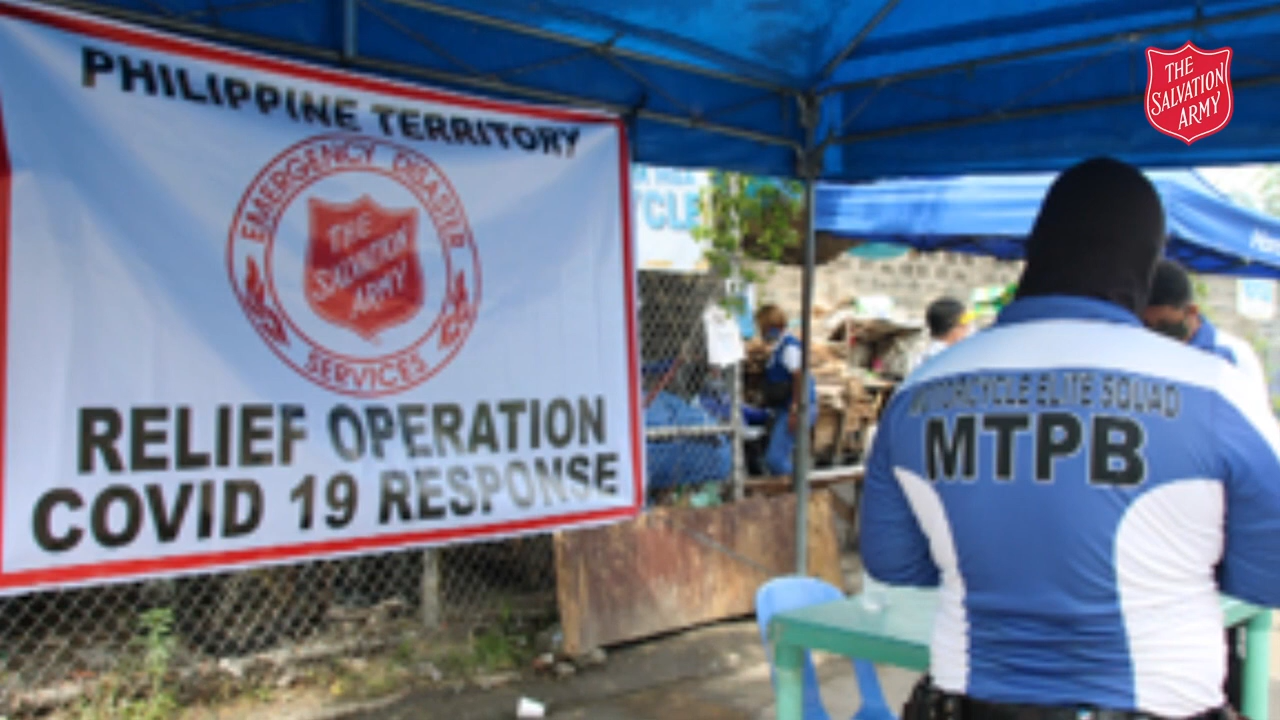 PHILIPPINE TERRITORY
EMERGENCY DISASTER
THE
SALVATION
ARMY
SERVICES
RELIEF OPERATION
COVID 19 RESPONSE
THE
SALVATION
ARMY
MOTORCYCLE ELITE SQUAD
MTPB